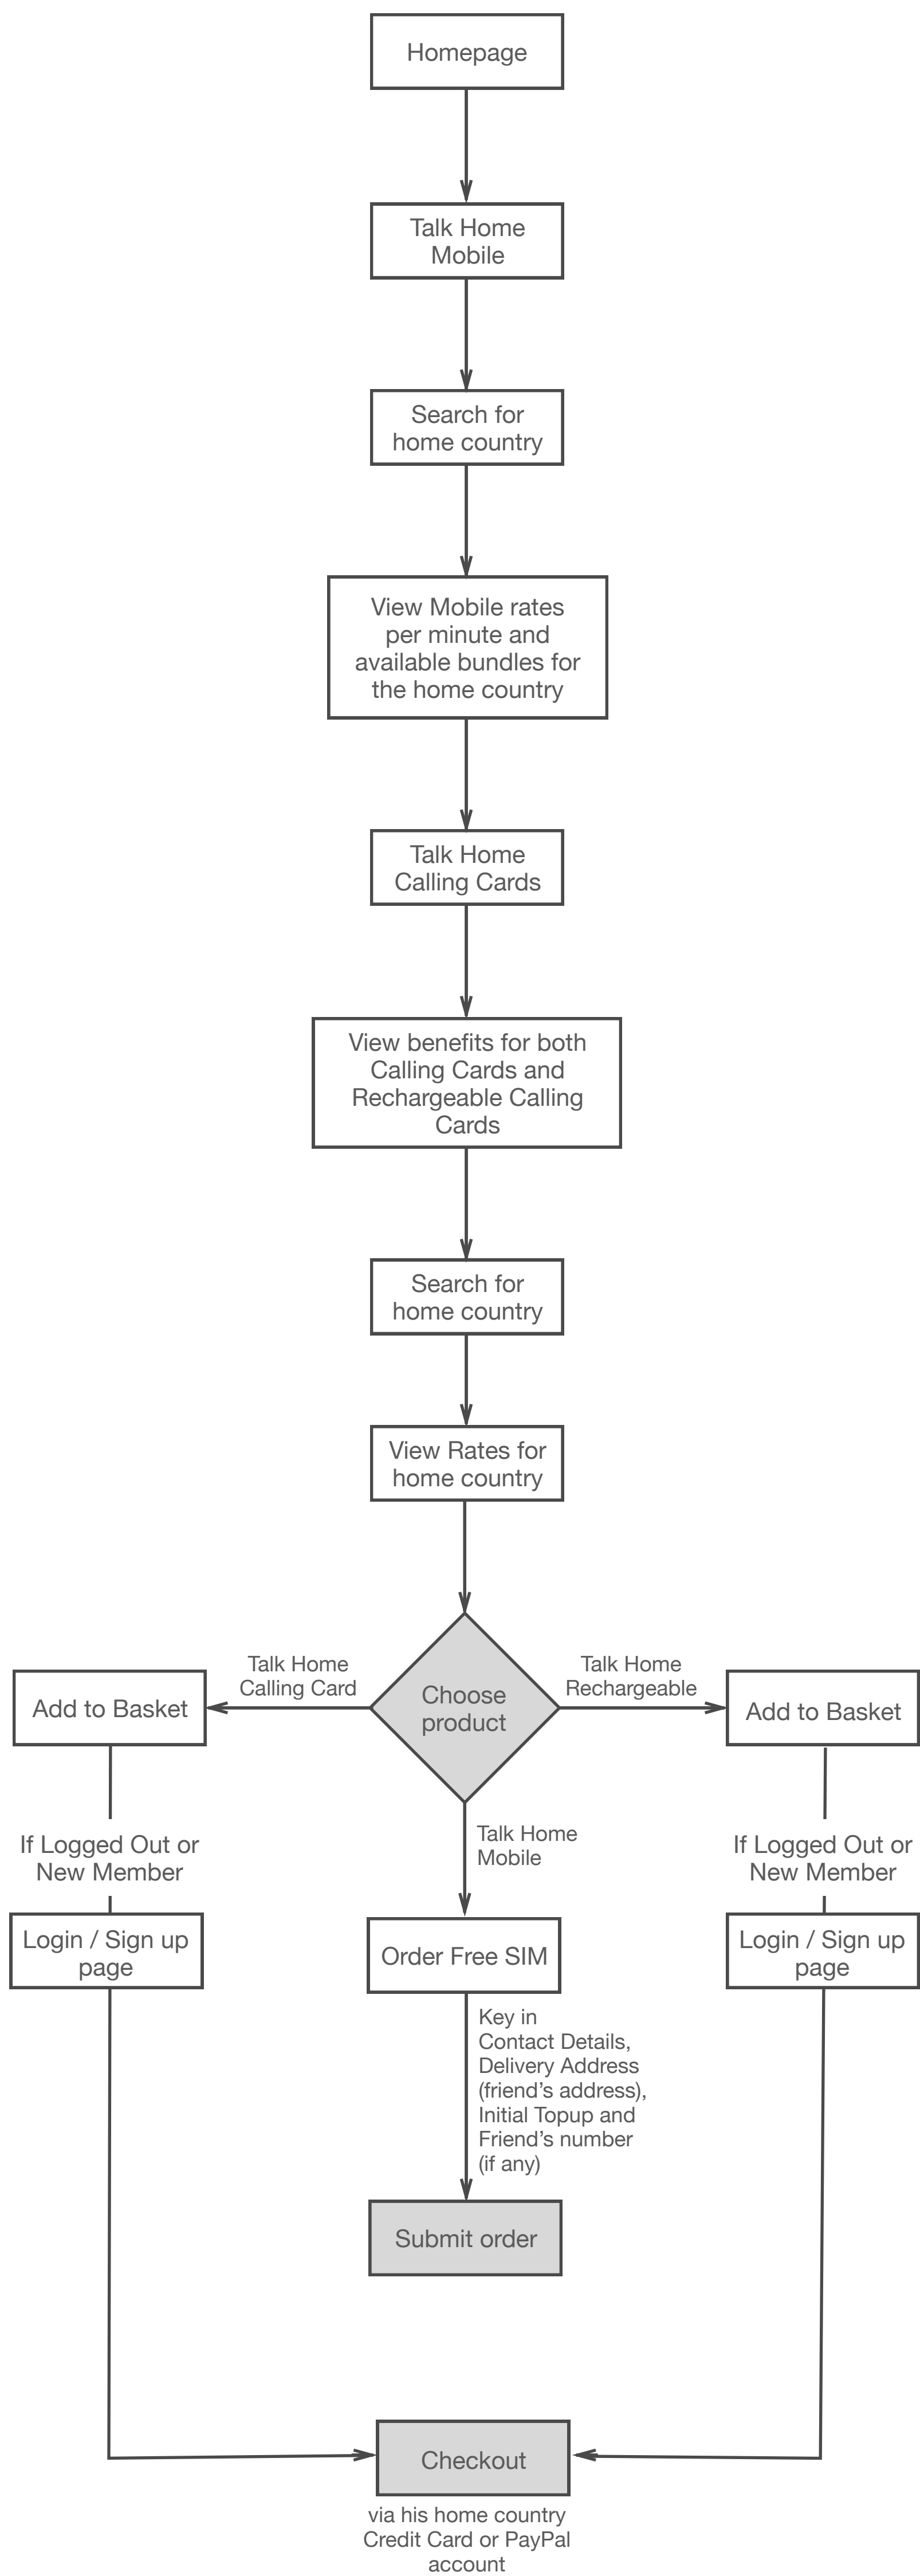 Homepage
Talk Home
Mobile
Search for
home country
View Mobile rates
per minute and
available bundles for
the home country
Talk Home
Calling Cards
View benefits for both
Calling Cards and
Rechargeable Calling
Cards
Search for
home country
View Rates for
home country
Talk Home
Calling Card
Choose
product
Talk Home
Rechargeable
Add to Basket
Add to Basket
If Logged Out or
New Member
Talk Home
Mobile
If Logged Out or
New Member
Login / Sign up
page
Order Free SIM
Login / Sign up
page
Key in
Contact Details,
Delivery Address
(friend's address),
Initial Topup and
Friend's number
(if any)
Submit order
Checkout
via his home country
Credit Card or PayPal
account